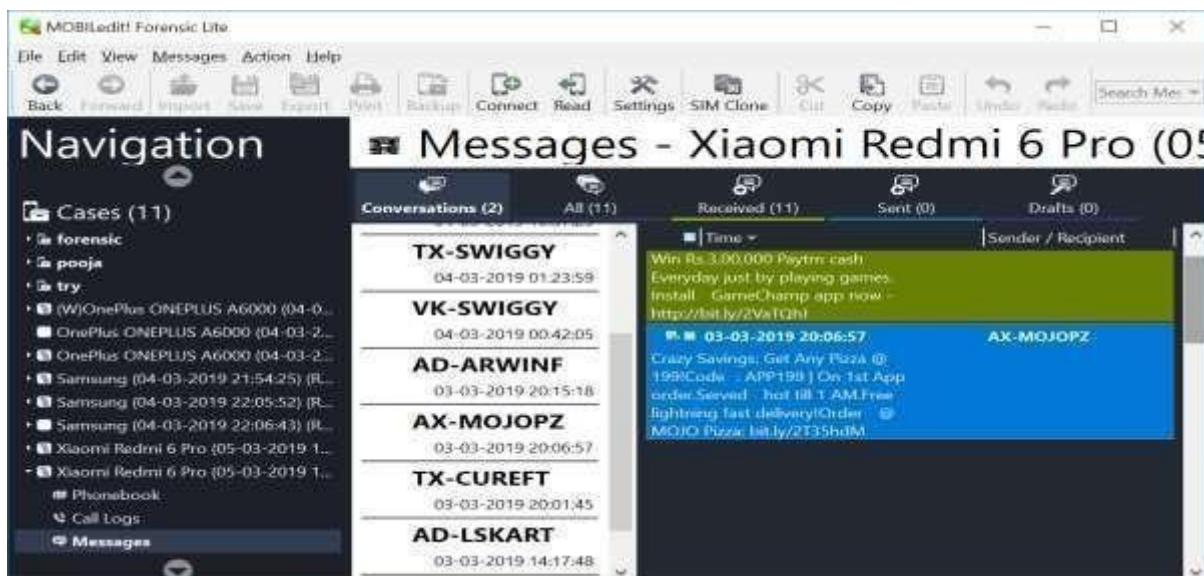 MOBILedit! Forensic Lite
File Edit View Messages Action Help
Back Forward Import Save Export Print Backup Connect Read Settings SIM Clone Cut Copy Paste Undo Redo Search Mes
Navigation
Messages - Xiaomi Redmi 6 Pro (05
Cases (11)
forensic
pooja
try
(W)OnePlus ONEPLUS A6000 (04-0...
OnePlus ONEPLUS A6000 (04-03-2...
OnePlus ONEPLUS A6000 (04-03-2...
Samsung (04-03-2019 21:54:25) (R...
Samsung (04-03-2019 22:05:52) (R...
Samsung (04-03-2019 22:06:43) (R...
Xiaomi Redmi 6 Pro (05-03-2019 1...
Xiaomi Redmi 6 Pro (05-03-2019 1...
Phonebook
Call Logs
Messages
Conversations (2) All (11) Received (11) Sent (0) Drafts (0)
TX-SWIGGY
04-03-2019 01:23:59
VK-SWIGGY
04-03-2019 00:42:05
AD-ARWINF
03-03-2019 20:15:18
AX-MOJOPZ
03-03-2019 20:06:57
TX-CUREFT
03-03-2019 20:01:45
AD-LSKART
03-03-2019 14:17:48
Time Sender / Recipient
Win Rs.3,00,000 Paytm cash
Everyday just by playing games.
Install GameChamp app now -
http://bit.ly/2VaTQhI
03-03-2019 20:06:57 AX-MOJOPZ
Crazy Savings: Get Any Pizza @
199!Code : APP199 | On 1st App
order.Served hot till 1 AM.Free
lightning fast delivery!Order @
MOJO Pizza: bit.ly/2T35hdM